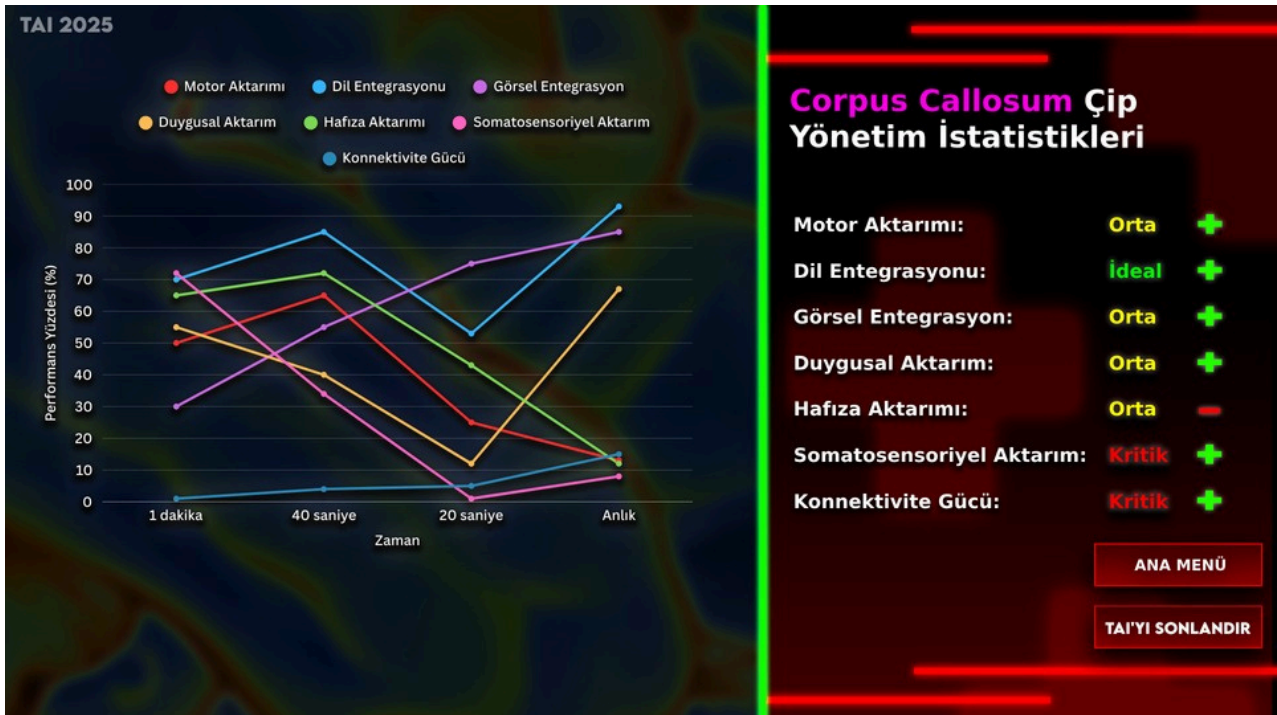 TAI 2025
Motor Aktarımı
Dil Entegrasyonu
Görsel Entegrasyon
Duygusal Aktarım
Hafıza Aktarımı
Somatosensoriyel Aktarım
Konnektivite Gücü
Performans Yüzdesi (%)
100
90
80
70
60
50
40
30
20
10
0
1 dakika
40 saniye
20 saniye
Anlık
Zaman
Corpus Callosum Çip
Yönetim İstatistikleri
Motor Aktarımı: Orta +
Dil Entegrasyonu: İdeal +
Görsel Entegrasyon: Orta +
Duygusal Aktarım: Orta +
Hafıza Aktarımı: Orta -
Somatosensoriyel Aktarım: Kritik +
Konnektivite Gücü: Kritik +
ANA MENÜ
TAI'YI SONLANDIR